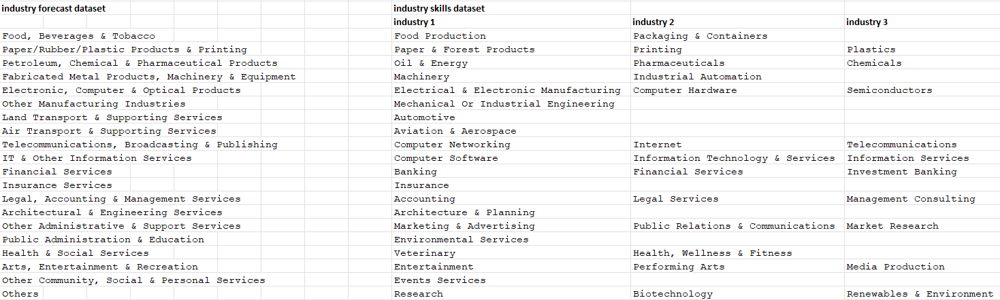 industry forecast dataset industry skills dataset
industry 1 industry 2 industry 3
Food, Beverages & Tobacco Food Production Packaging & Containers
Paper/Rubber/Plastic Products & Printing Paper & Forest Products Printing Plastics
Petroleum, Chemical & Pharmaceutical Products Oil & Energy Pharmaceuticals Chemicals
Fabricated Metal Products, Machinery & Equipment Machinery Industrial Automation
Electronic, Computer & Optical Products Electrical & Electronic Manufacturing Computer Hardware Semiconductors
Other Manufacturing Industries Mechanical Or Industrial Engineering
Land Transport & Supporting Services Automotive
Air Transport & Supporting Services Aviation & Aerospace
Telecommunications, Broadcasting & Publishing Computer Networking Internet Telecommunications
IT & Other Information Services Computer Software Information Technology & Services Information Services
Financial Services Banking Financial Services Investment Banking
Insurance Services Insurance
Legal, Accounting & Management Services Accounting Legal Services Management Consulting
Architectural & Engineering Services Architecture & Planning
Other Administrative & Support Services Marketing & Advertising Public Relations & Communications Market Research
Public Administration & Education Environmental Services
Health & Social Services Veterinary Health, Wellness & Fitness
Arts, Entertainment & Recreation Entertainment Performing Arts Media Production
Other Community, Social & Personal Services Events Services
Others Research Biotechnology Renewables & Environment